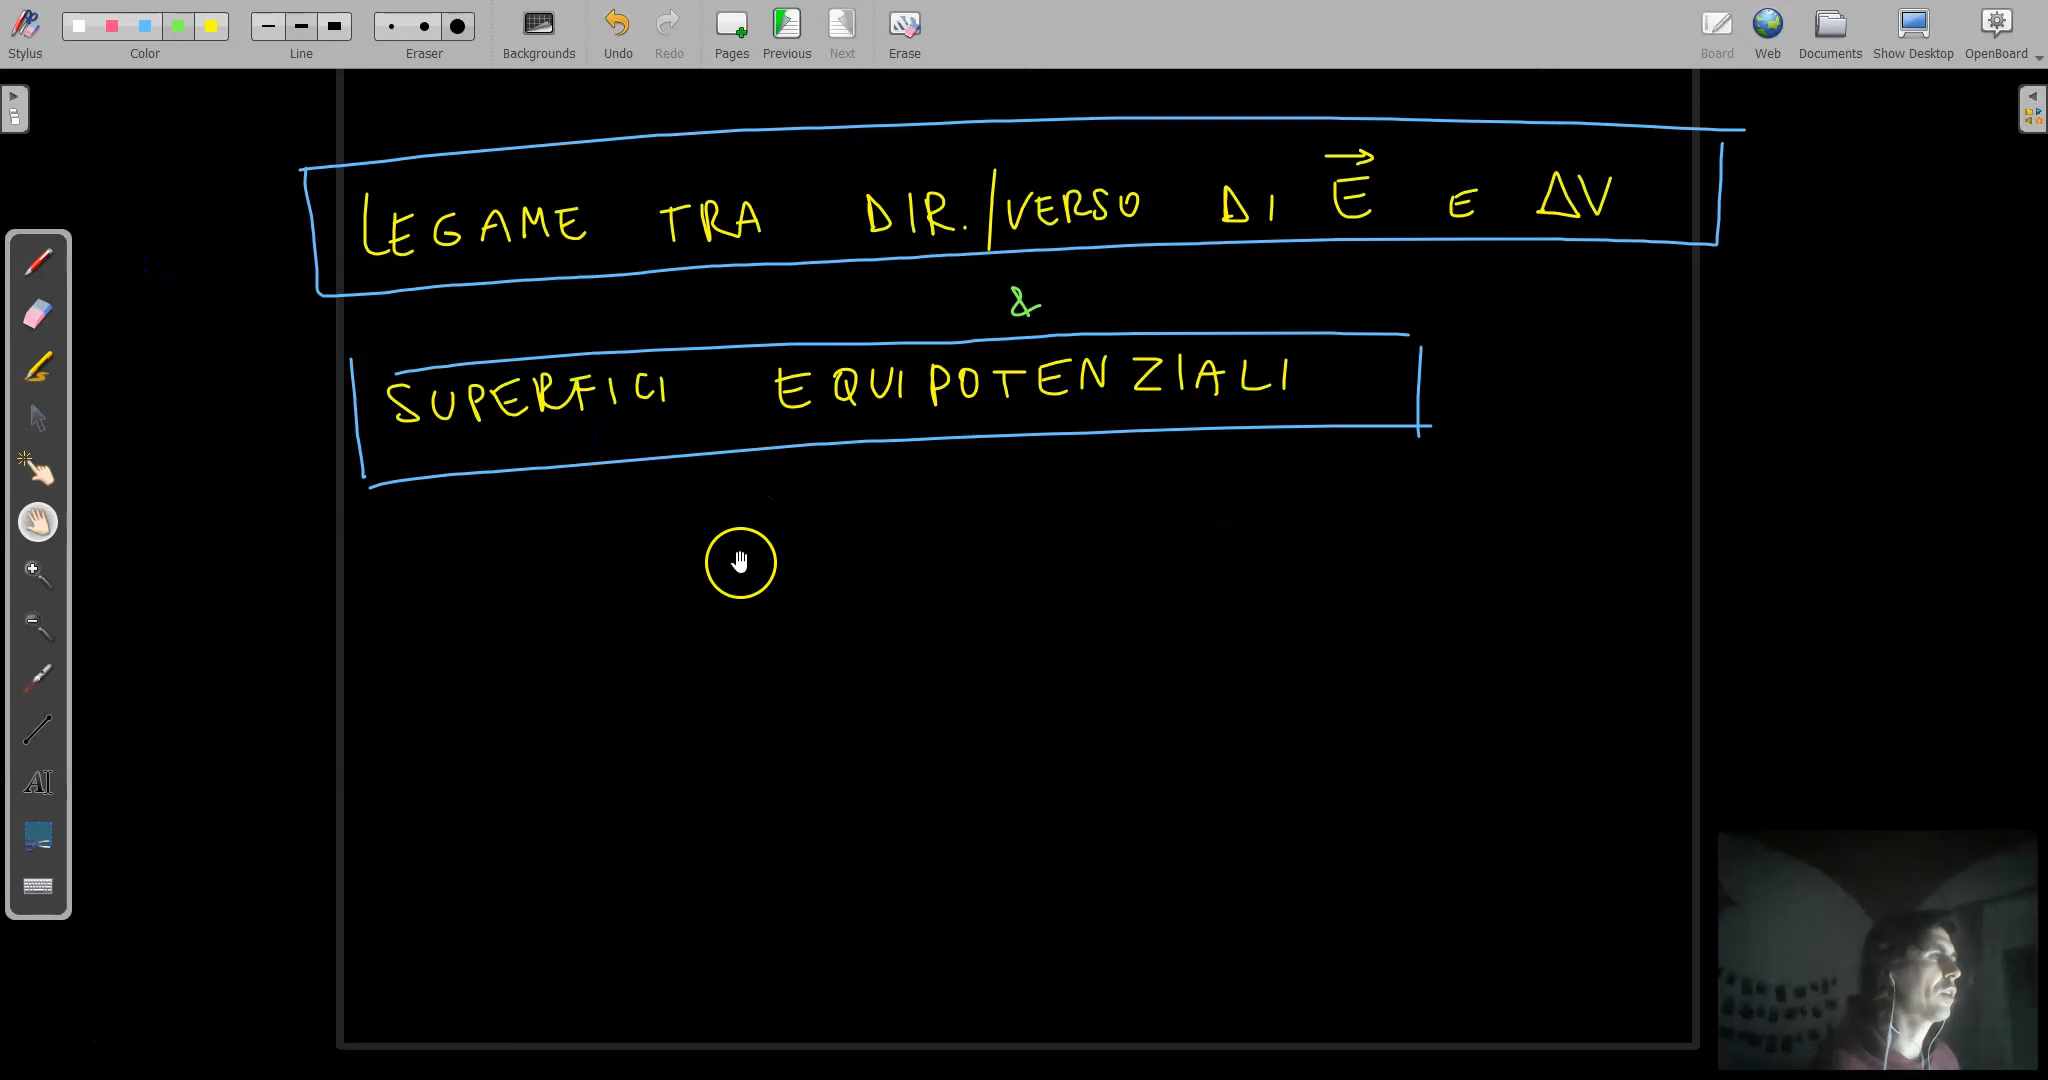 Stylus Color Line Eraser Backgrounds Undo Redo Pages Previous Next Erase Board Web Documents Show Desktop OpenBoard
LEGAME TRA DIR./VERSO DI E⃗ E ΔV
&
SUPERFICI EQUIPOTENZIALI
AI